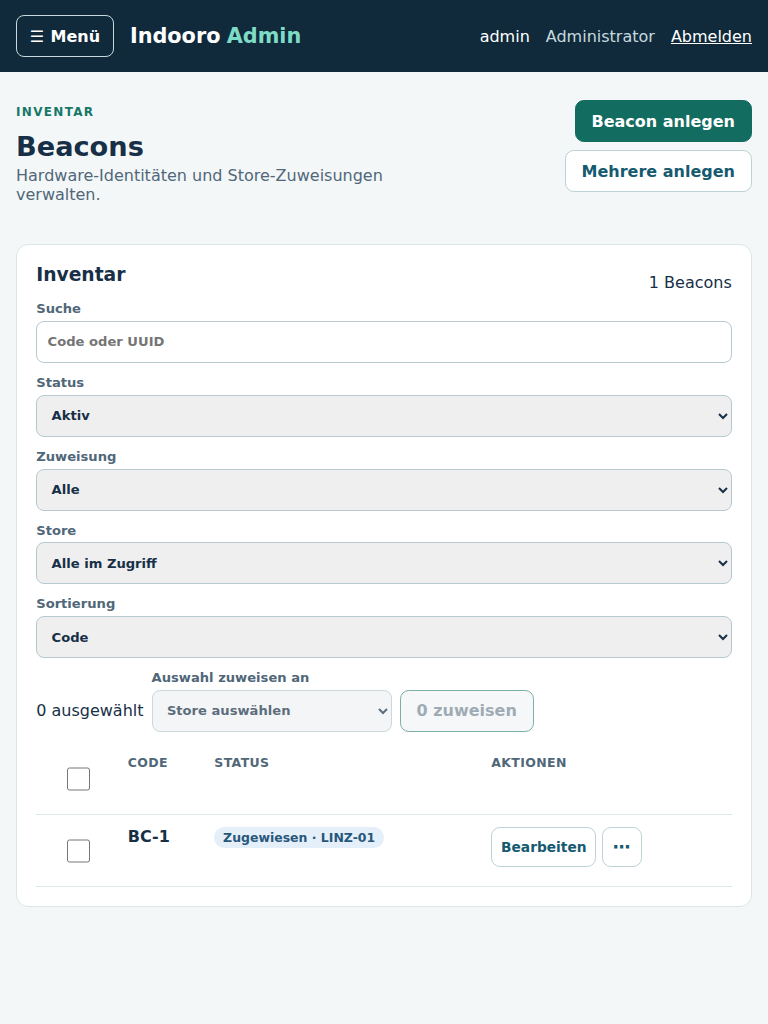 ☰ Menü
Indooro Admin
admin Administrator Abmelden
INVENTAR
Beacons
Hardware-Identitäten und Store-Zuweisungen
verwalten.
Beacon anlegen
Mehrere anlegen
Inventar
1 Beacons
Suche
Code oder UUID
Status
Aktiv
Zuweisung
Alle
Store
Alle im Zugriff
Sortierung
Code
0 ausgewählt
Auswahl zuweisen an
Store auswählen
0 zuweisen
CODE STATUS AKTIONEN
BC-1 Zugewiesen · LINZ-01 Bearbeiten ···